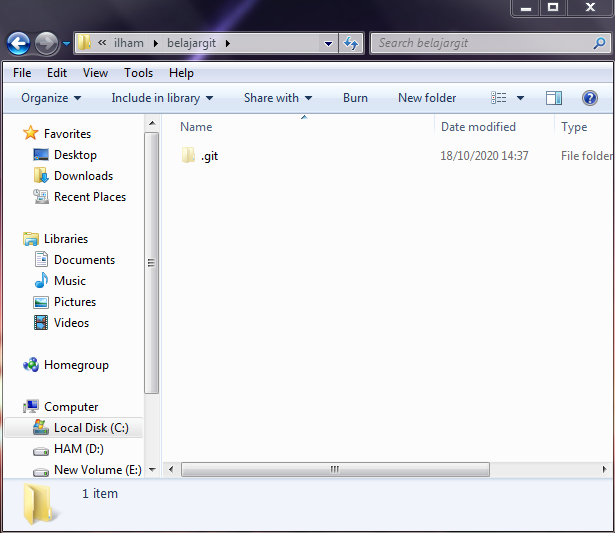 « ilham ▸ belajargit ▸ Search belajargit
File Edit View Tools Help
Organize Include in library Share with Burn New folder
Name Date modified Type
.git 18/10/2020 14:37 File folder
Favorites
Desktop
Downloads
Recent Places
Libraries
Documents
Music
Pictures
Videos
Homegroup
Computer
Local Disk (C:)
HAM (D:)
New Volume (E:)
1 item